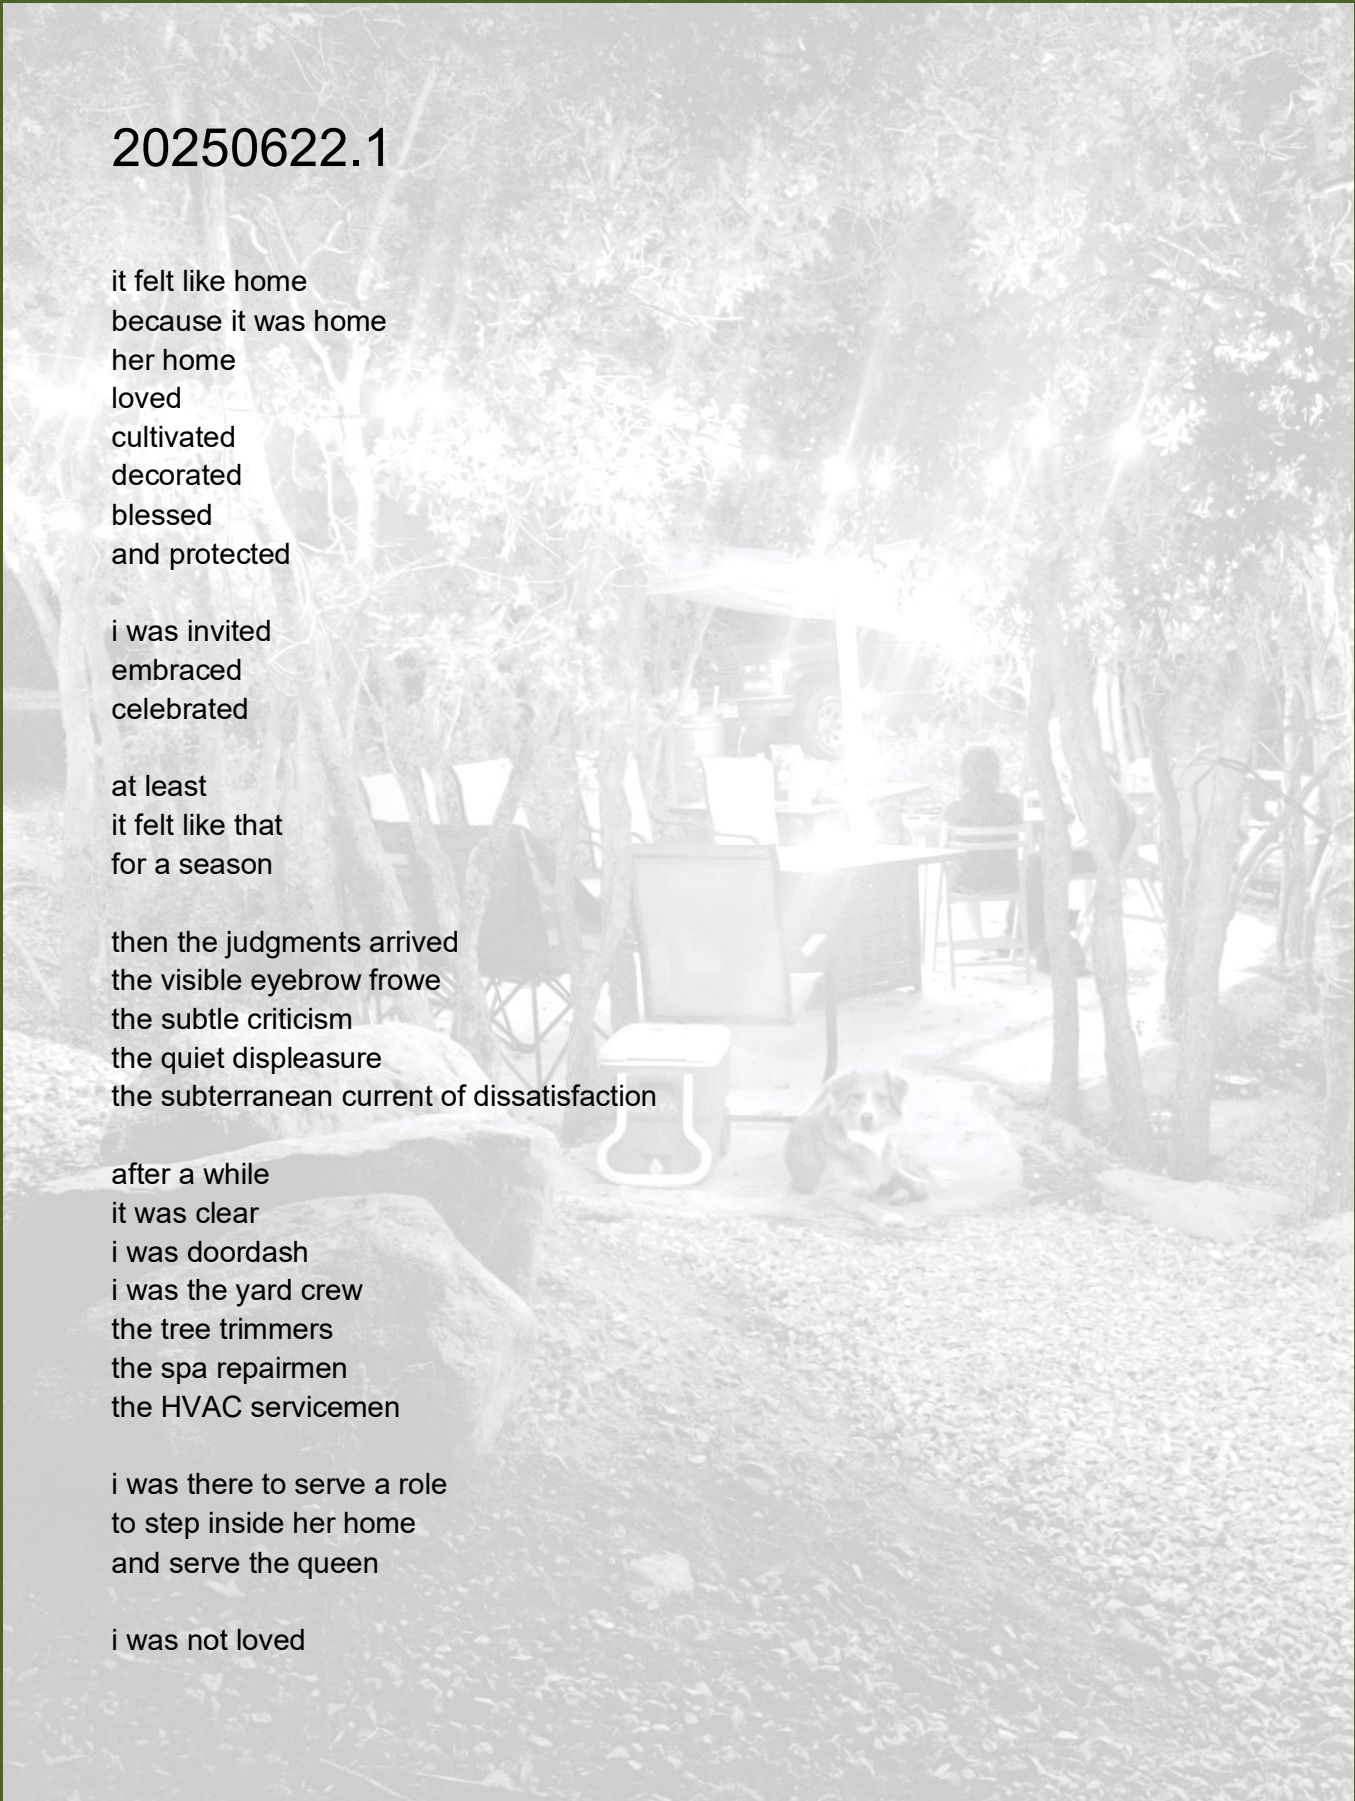 20250622.1
it felt like home
because it was home
her home
loved
cultivated
decorated
blessed
and protected
i was invited
embraced
celebrated
at least
it felt like that
for a season
then the judgments arrived
the visible eyebrow frowe
the subtle criticism
the quiet displeasure
the subterranean current of dissatisfaction
after a while
it was clear
i was doordash
i was the yard crew
the tree trimmers
the spa repairmen
the HVAC servicemen
i was there to serve a role
to step inside her home
and serve the queen
i was not loved